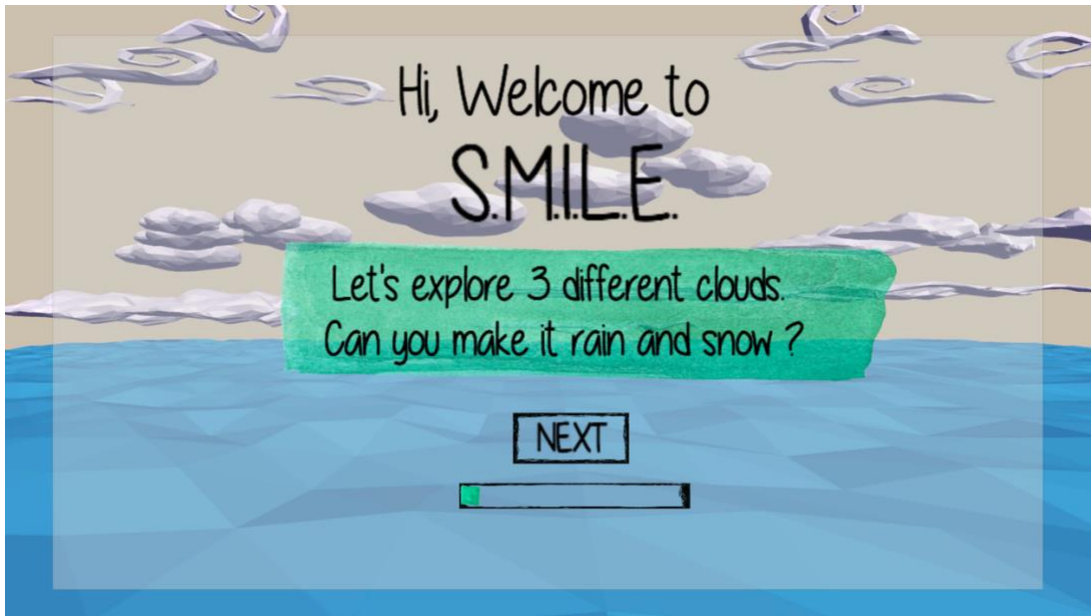 Hi, Welcome to
S.M.I.L.E.
Let's explore 3 different clouds.
Can you make it rain and snow ?
NEXT